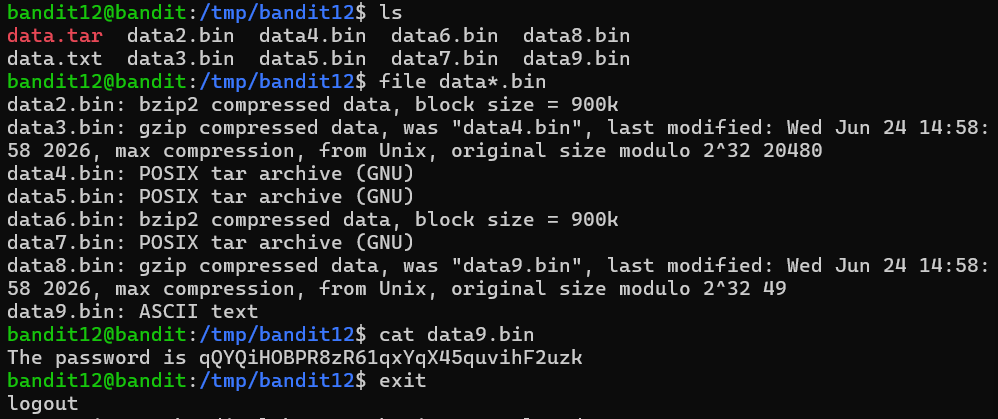 bandit12@bandit:/tmp/bandit12$ ls
data.tar  data2.bin  data4.bin  data6.bin  data8.bin
data.txt  data3.bin  data5.bin  data7.bin  data9.bin
bandit12@bandit:/tmp/bandit12$ file data*.bin
data2.bin: bzip2 compressed data, block size = 900k
data3.bin: gzip compressed data, was "data4.bin", last modified: Wed Jun 24 14:58:
58 2026, max compression, from Unix, original size modulo 2^32 20480
data4.bin: POSIX tar archive (GNU)
data5.bin: POSIX tar archive (GNU)
data6.bin: bzip2 compressed data, block size = 900k
data7.bin: POSIX tar archive (GNU)
data8.bin: gzip compressed data, was "data9.bin", last modified: Wed Jun 24 14:58:
58 2026, max compression, from Unix, original size modulo 2^32 49
data9.bin: ASCII text
bandit12@bandit:/tmp/bandit12$ cat data9.bin
The password is qQYQiHOBPR8zR61qxYqX45quvihF2uzk
bandit12@bandit:/tmp/bandit12$ exit
logout